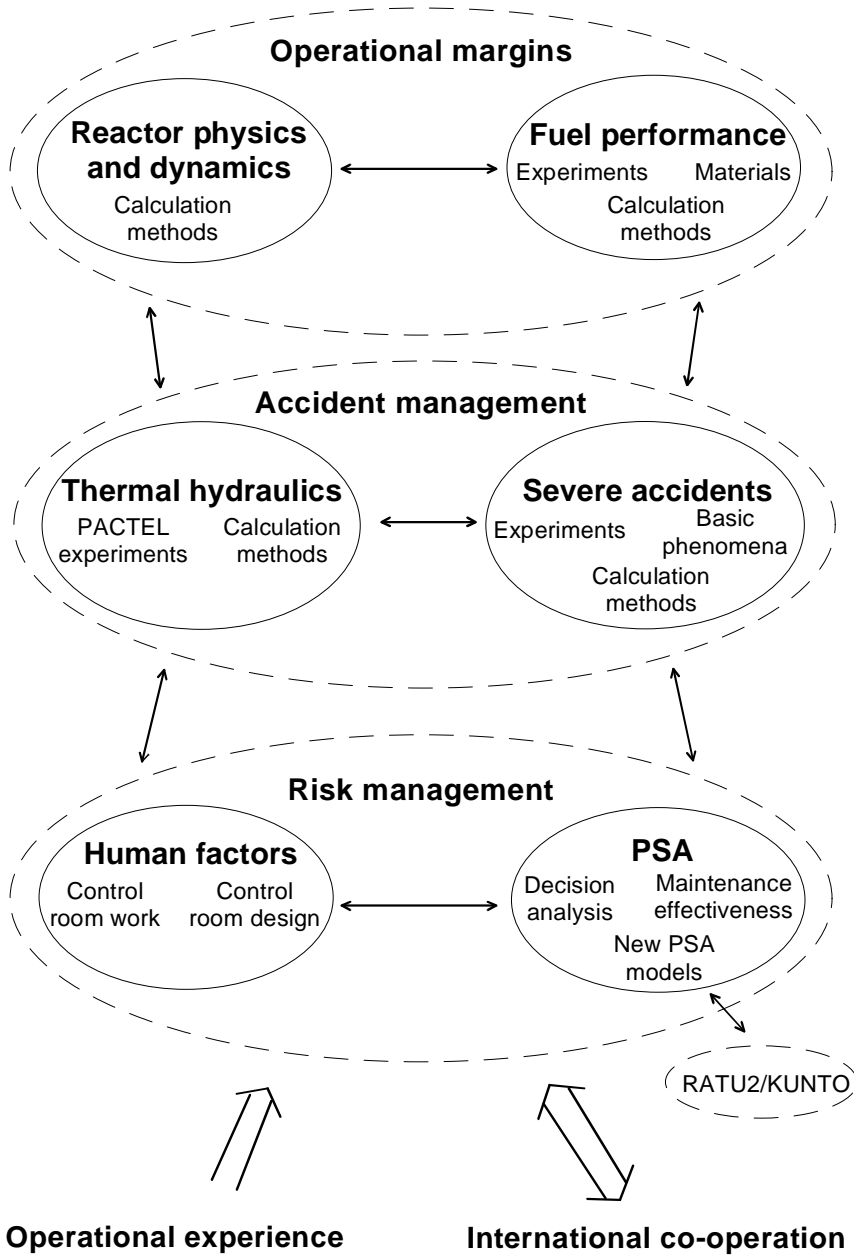 Operational margins
Reactor physics
and dynamics
Calculation
methods
Fuel performance
Experiments Materials
Calculation
methods
Accident management
Thermal hydraulics
PACTEL
experiments
Calculation
methods
Severe accidents
Experiments
Basic
phenomena
Calculation
methods
Risk management
Human factors
Control
room work
Control
room design
PSA
Decision
analysis
Maintenance
effectiveness
New PSA
models
RATU2/KUNTO
Operational experience
International co-operation